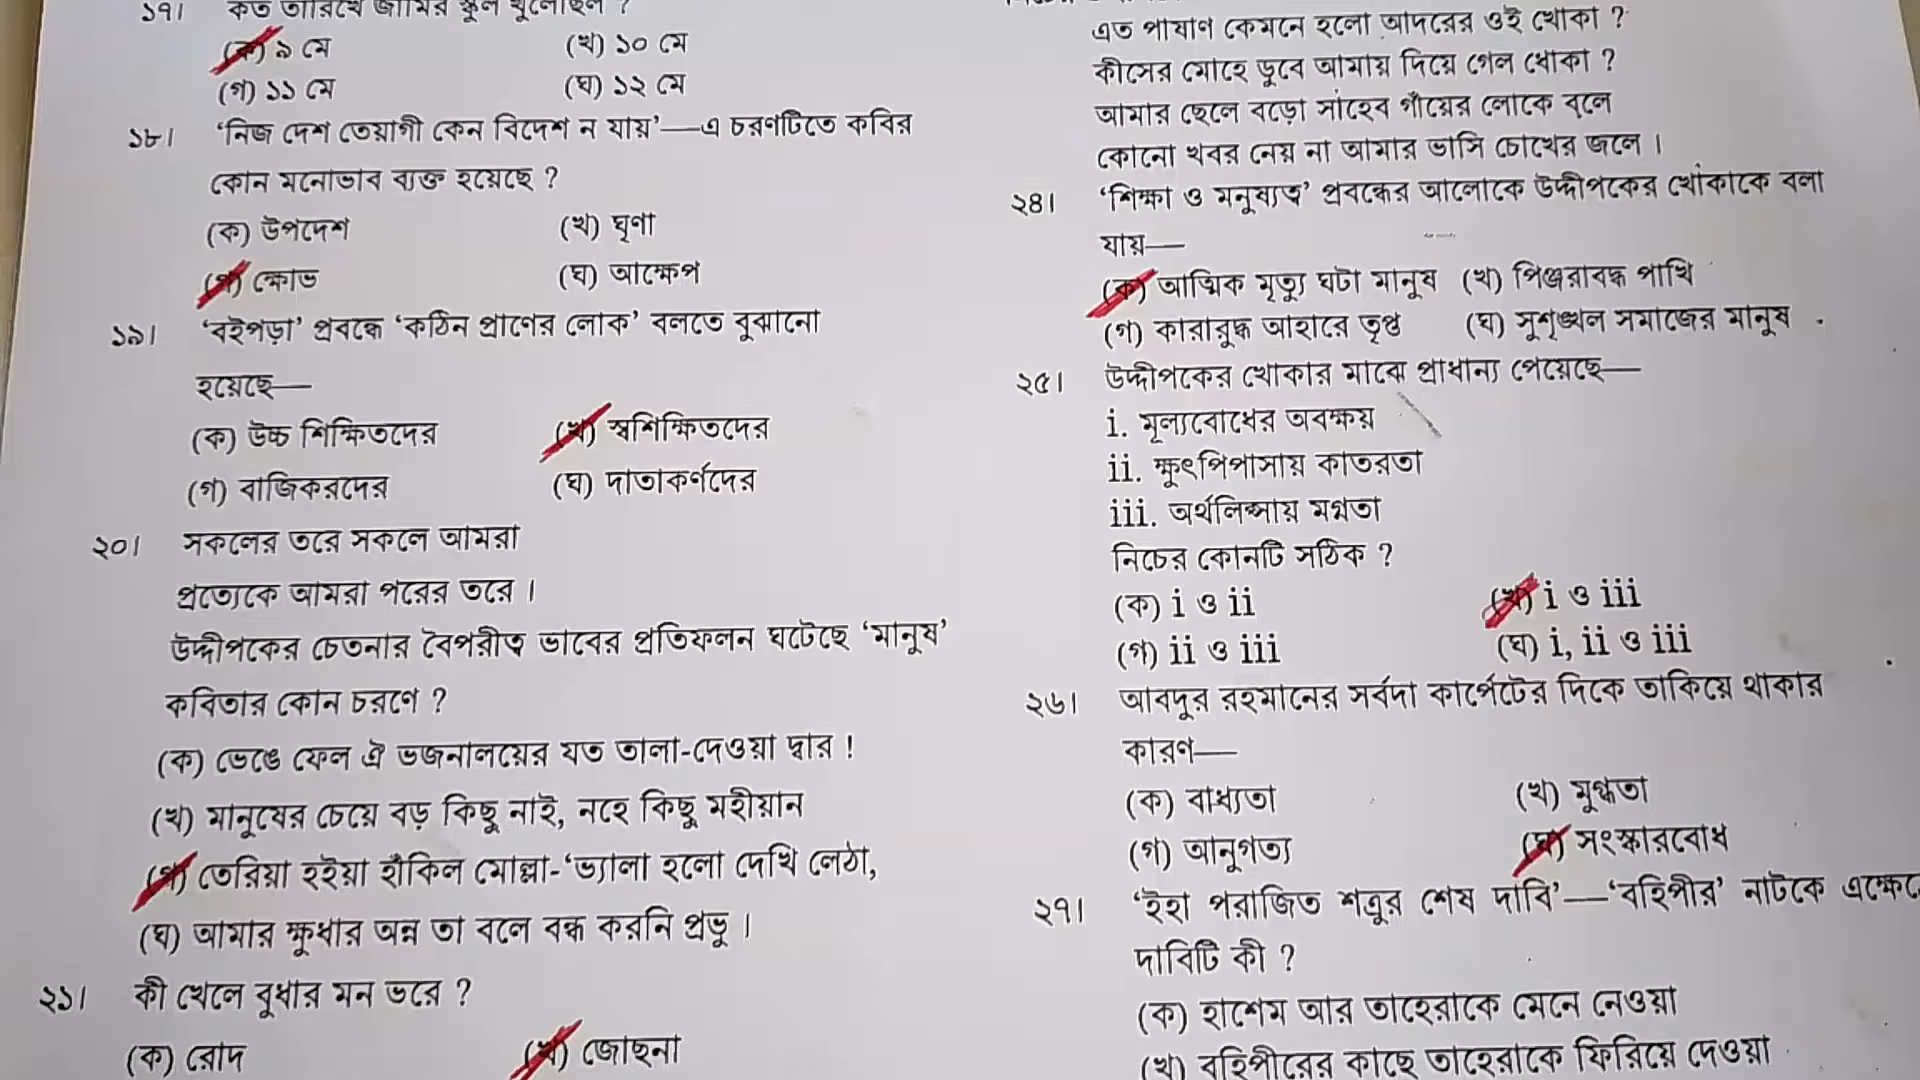 ১৭। কত তারিখে জামির স্কুল খুলেছিল ?
(ক) ৯ মে (খ) ১০ মে
(গ) ১১ মে (ঘ) ১২ মে
১৮। ‘নিজ দেশ তেয়াগী কেন বিদেশ ন যায়’—এ চরণটিতে কবির
কোন মনোভাব ব্যক্ত হয়েছে ?
(ক) উপদেশ (খ) ঘৃণা
(গ) ক্ষোভ (ঘ) আক্ষেপ
১৯। ‘বইপড়া’ প্রবন্ধে ‘কঠিন প্রাণের লোক’ বলতে বুঝানো
হয়েছে—
(ক) উচ্চ শিক্ষিতদের (খ) স্বশিক্ষিতদের
(গ) বাজিকরদের (ঘ) দাতাকর্ণদের
২০। সকলের তরে সকলে আমরা
প্রত্যেকে আমরা পরের তরে।
উদ্দীপকের চেতনার বৈপরীত্ব ভাবের প্রতিফলন ঘটেছে ‘মানুষ’
কবিতার কোন চরণে ?
(ক) ভেঙে ফেল ঐ ভজনালয়ের যত তালা-দেওয়া দ্বার !
(খ) মানুষের চেয়ে বড় কিছু নাই, নহে কিছু মহীয়ান
(গ) তেরিয়া হইয়া হাঁকিল মোল্লা-‘ভ্যালা হলো দেখি লেঠা,
(ঘ) আমার ক্ষুধার অন্ন তা বলে বন্ধ করনি প্রভু।
২১। কী খেলে বুধার মন ভরে ?
(ক) রোদ (খ) জোছনা
এত পাষাণ কেমনে হলো আদরের ওই খোকা ?
কীসের মোহে ডুবে আমায় দিয়ে গেল ধোকা ?
আমার ছেলে বড়ো সাহেব গাঁয়ের লোকে বলে
কোনো খবর নেয় না আমার ভাসি চোখের জলে।
২৪। ‘শিক্ষা ও মনুষ্যত্ব’ প্রবন্ধের আলোকে উদ্দীপকের খোকাকে বলা
যায়—
(ক) আত্মিক মৃত্যু ঘটা মানুষ (খ) পিঞ্জরাবদ্ধ পাখি
(গ) কারারুদ্ধ আহারে তৃপ্ত (ঘ) সুশৃঙ্খল সমাজের মানুষ
২৫। উদ্দীপকের খোকার মাঝে প্রাধান্য পেয়েছে—
i. মূল্যবোধের অবক্ষয়
ii. ক্ষুৎপিপাসায় কাতরতা
iii. অর্থলিপ্সায় মগ্নতা
নিচের কোনটি সঠিক ?
(ক) i ও ii (খ) i ও iii
(গ) ii ও iii (ঘ) i, ii ও iii
২৬। আবদুর রহমানের সর্বদা কার্পেটের দিকে তাকিয়ে থাকার
কারণ—
(ক) বাধ্যতা (খ) মুগ্ধতা
(গ) আনুগত্য (ঘ) সংস্কারবোধ
২৭। ‘ইহা পরাজিত শত্রুর শেষ দাবি’—‘বহিপীর’ নাটকে
দাবিটি কী ?
(ক) হাশেম আর তাহেরাকে মেনে নেওয়া
(খ) বহিপীরের কাছে তাহেরাকে ফিরিয়ে দেওয়া